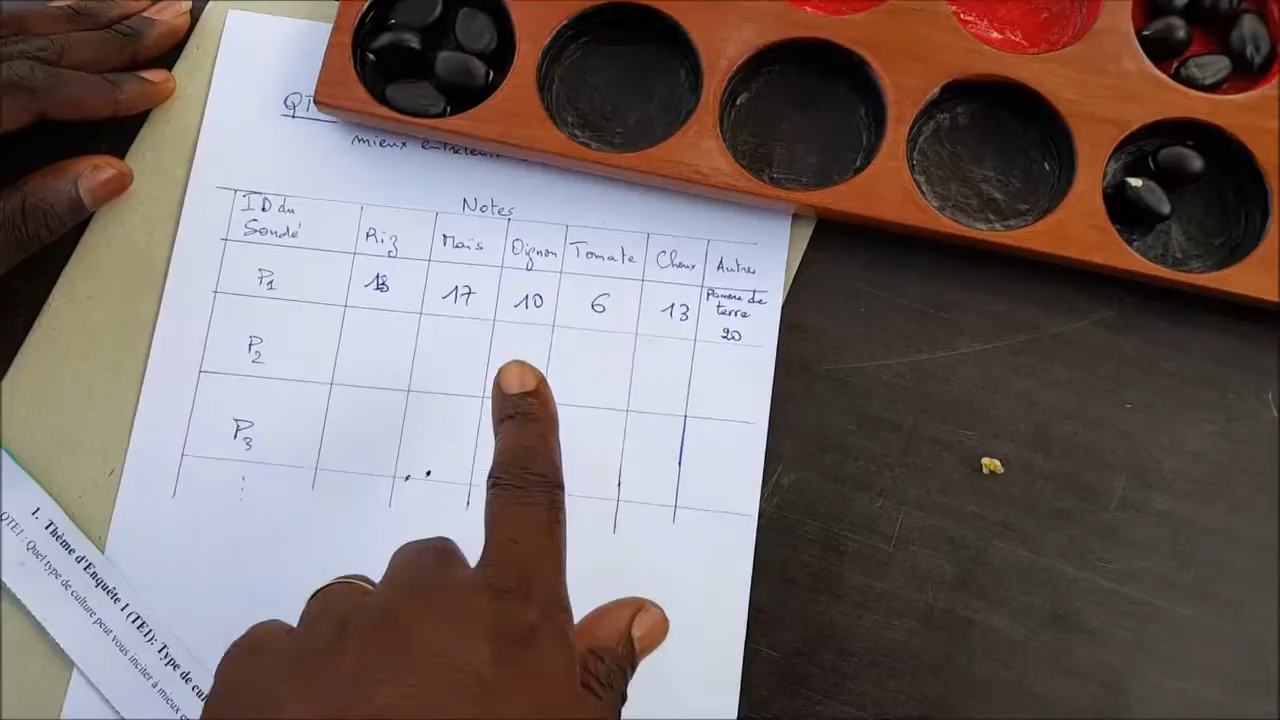 QT
mieux
Notes
ID du Sondé Riz Maïs Oignon Tomate Choux Autres
P1 18 17 10 6 13 Pomme de terre 20
P2
P3
1. Thème d'Enquête 1 (TE1): Type de cul
QTE1 : Quel type de culture peut vous inciter à mieux